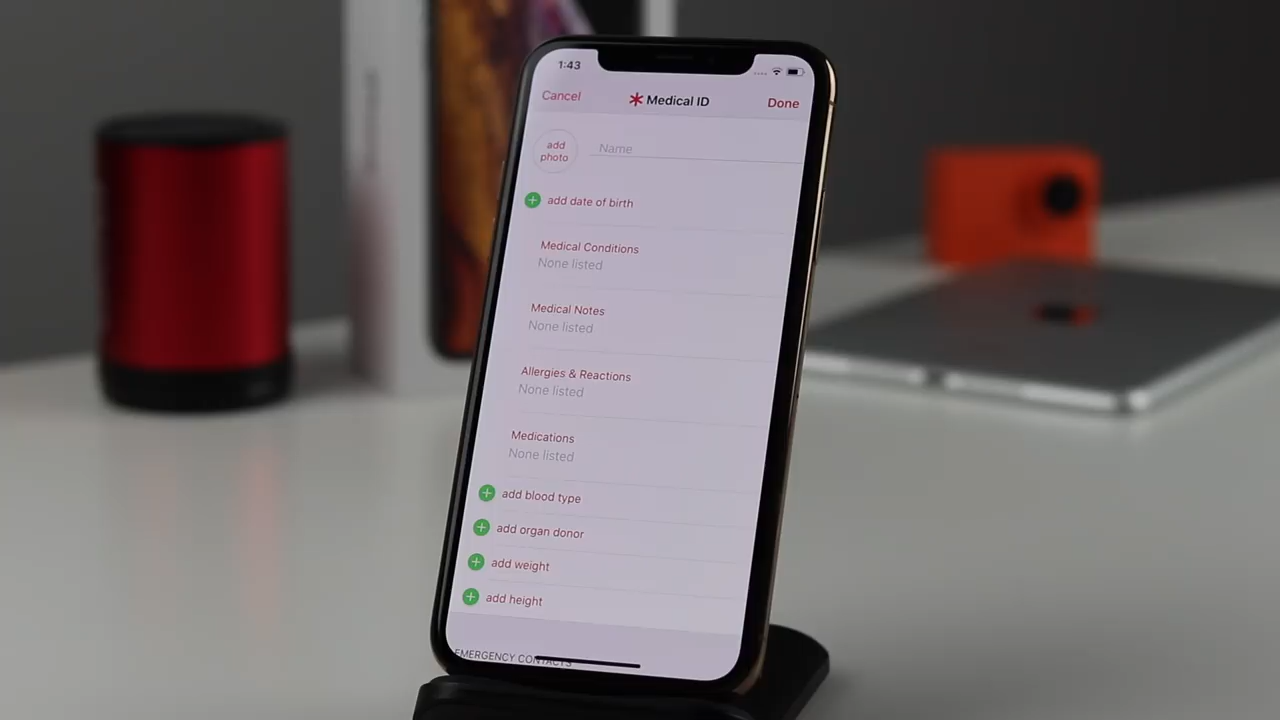 1:43
Cancel
Medical ID
Done
add
photo
Name
add date of birth
Medical Conditions
None listed
Medical Notes
None listed
Allergies & Reactions
None listed
Medications
None listed
add blood type
add organ donor
add weight
add height
EMERGENCY CONTACTS